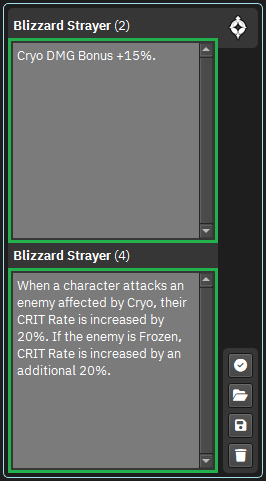 Blizzard Strayer (2)
Cryo DMG Bonus +15%.
Blizzard Strayer (4)
When a character attacks an
enemy affected by Cryo, their
CRIT Rate is increased by
20%. If the enemy is Frozen,
CRIT Rate is increased by an
additional 20%.